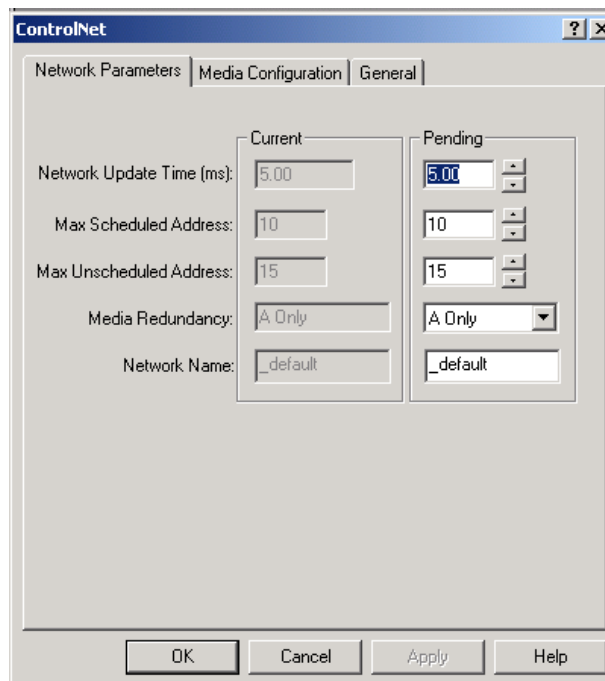 ControlNet
Network Parameters Media Configuration General
Current Pending
Network Update Time (ms): 5.00 5.00
Max Scheduled Address: 10 10
Max Unscheduled Address: 15 15
Media Redundancy: A Only A Only
Network Name: _default _default
OK Cancel Apply Help